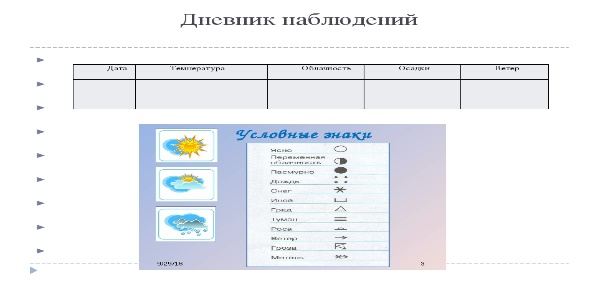 Дневник наблюдений
Дата Температура Облачность Осадки Ветер
Условные знаки
Ясно
Переменная
облачность
Пасмурно
Дождь
Снег
Иней
Град
Туман
Роса
Ветер
Гроза
Метель
3